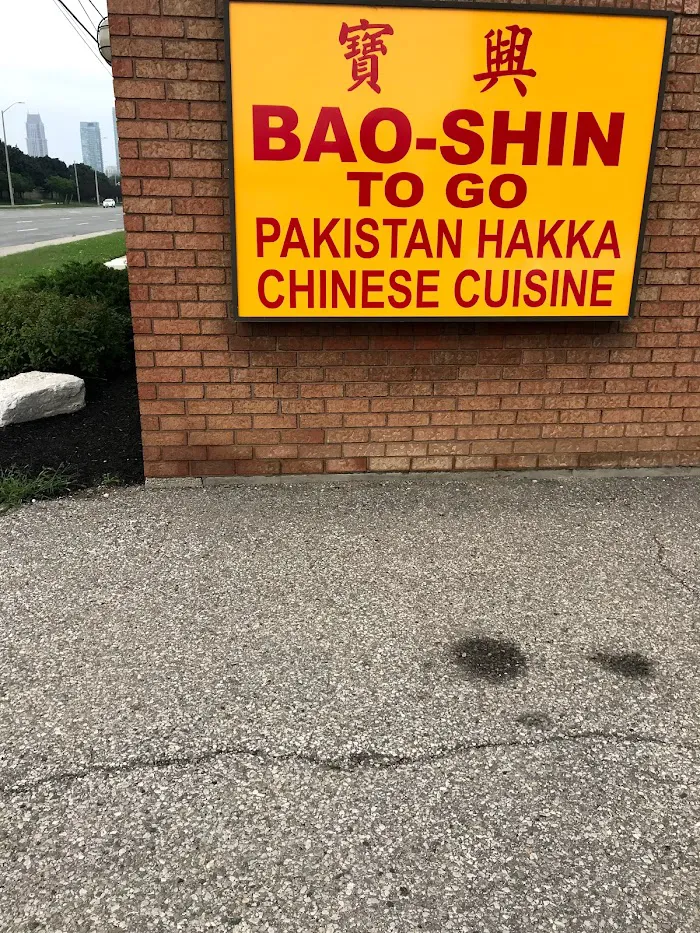 寶 興
BAO-SHIN
TO GO
PAKISTAN HAKKA
CHINESE CUISINE